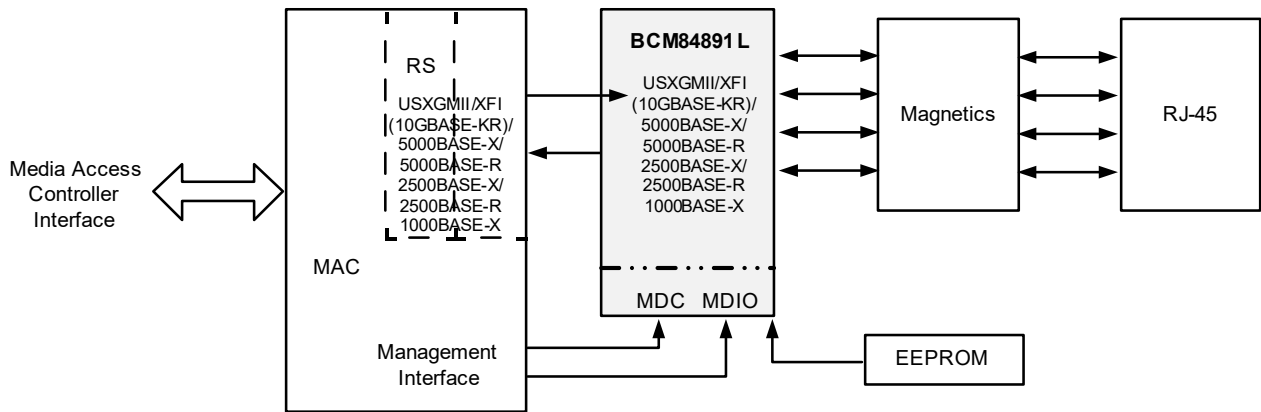 Media Access
Controller
Interface
RS
USXGMII/XFI
(10GBASE-KR)/
5000BASE-X/
5000BASE-R
2500BASE-X/
2500BASE-R
1000BASE-X
MAC
Management
Interface
BCM84891L
USXGMII/XFI
(10GBASE-KR)/
5000BASE-X/
5000BASE-R
2500BASE-X/
2500BASE-R
1000BASE-X
MDC MDIO
Magnetics
RJ-45
EEPROM